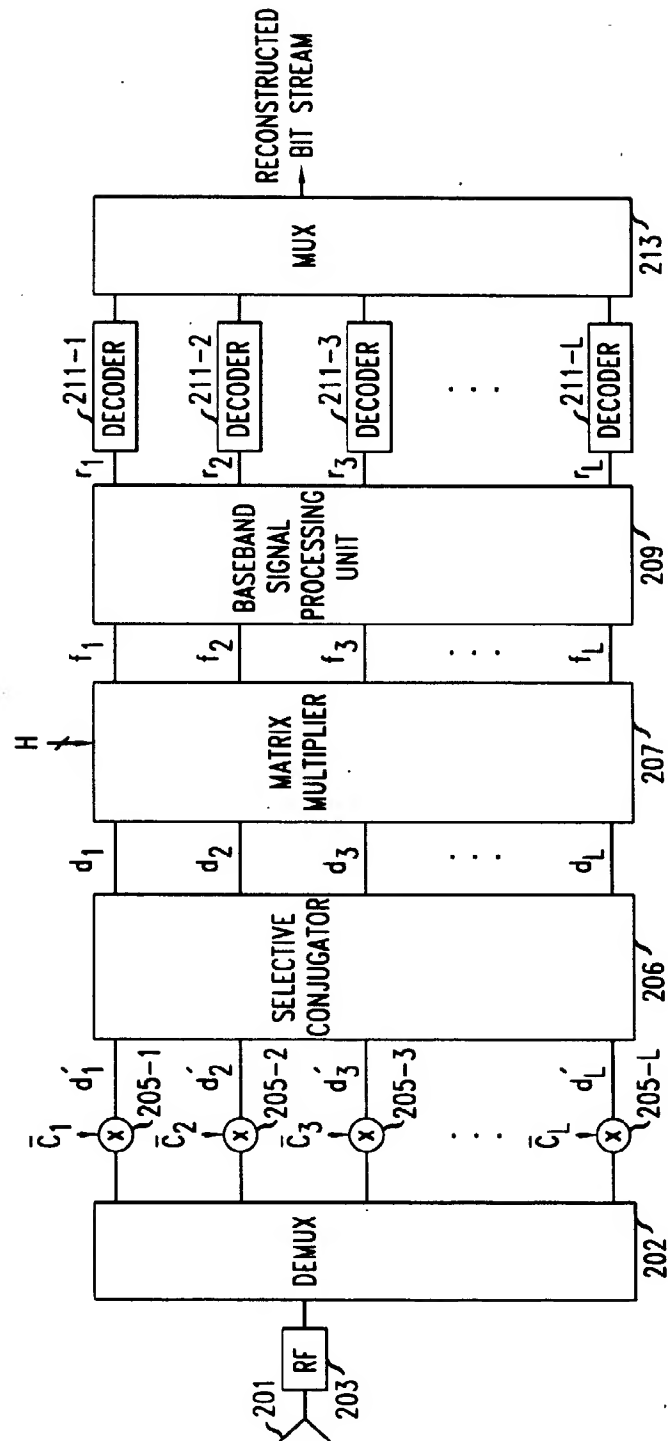 201
RF
203
DEMUX
202
C̄1
X
205-1
d′1
C̄2
X
205-2
d′2
C̄3
X
205-3
d′3
. . .
C̄L
X
205-L
d′L
SELECTIVE
CONJUGATOR
206
d1
d2
d3
. . .
dL
H
MATRIX
MULTIPLIER
207
f1
f2
f3
. . .
fL
BASEBAND
SIGNAL
PROCESSING
UNIT
209
r1
r2
r3
rL
211-1
DECODER
211-2
DECODER
211-3
DECODER
. . .
211-L
DECODER
MUX
213
RECONSTRUCTED
BIT STREAM